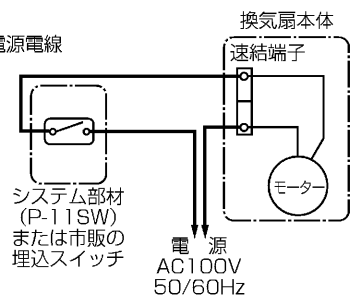 換気扇本体
電源電線
速結端子
モーター
システム部材
(P-11SW)
または市販の
埋込スイッチ
電 源
AC100V
50/60Hz